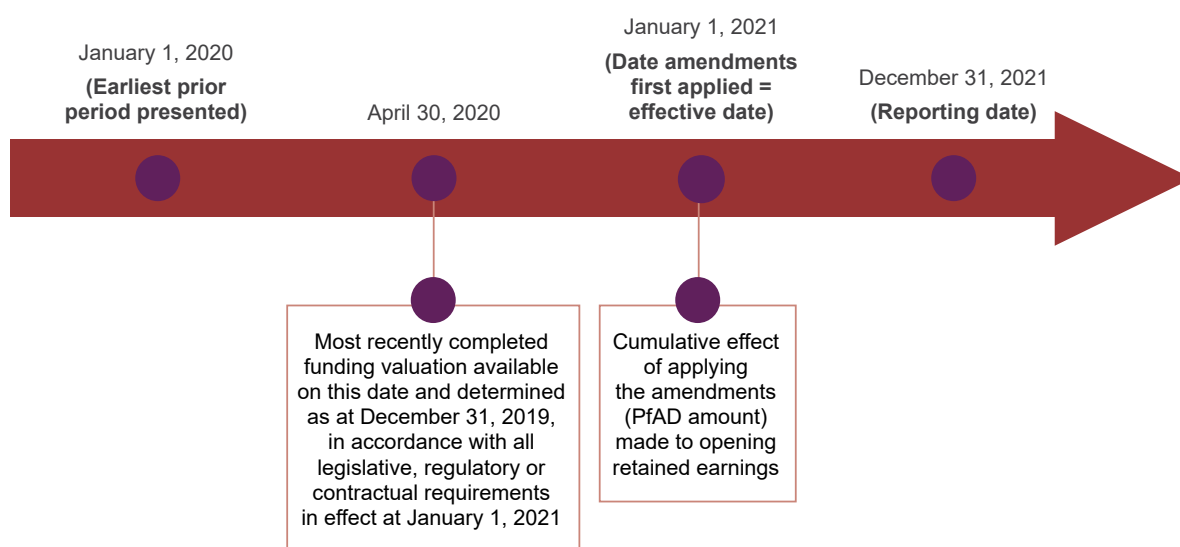 January 1, 2020
(Earliest prior
period presented)
April 30, 2020
January 1, 2021
(Date amendments
first applied =
effective date)
December 31, 2021
(Reporting date)
Most recently completed
funding valuation available
on this date and determined
as at December 31, 2019,
in accordance with all
legislative, regulatory or
contractual requirements
in effect at January 1, 2021
Cumulative effect
of applying
the amendments
(PfAD amount)
made to opening
retained earnings